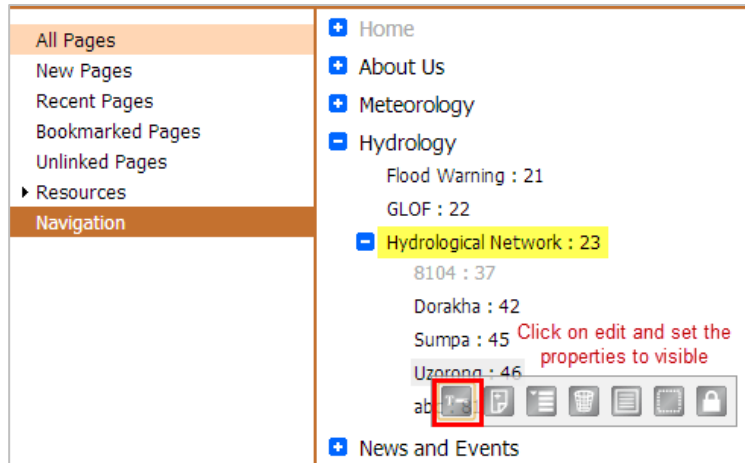 All Pages
New Pages
Recent Pages
Bookmarked Pages
Unlinked Pages
Resources
Navigation
Home
About Us
Meteorology
Hydrology
Flood Warning : 21
GLOF : 22
Hydrological Network : 23
8104 : 37
Dorakha : 42
Sumpa : 45
Click on edit and set the
properties to visible
Uzorong : 46
News and Events